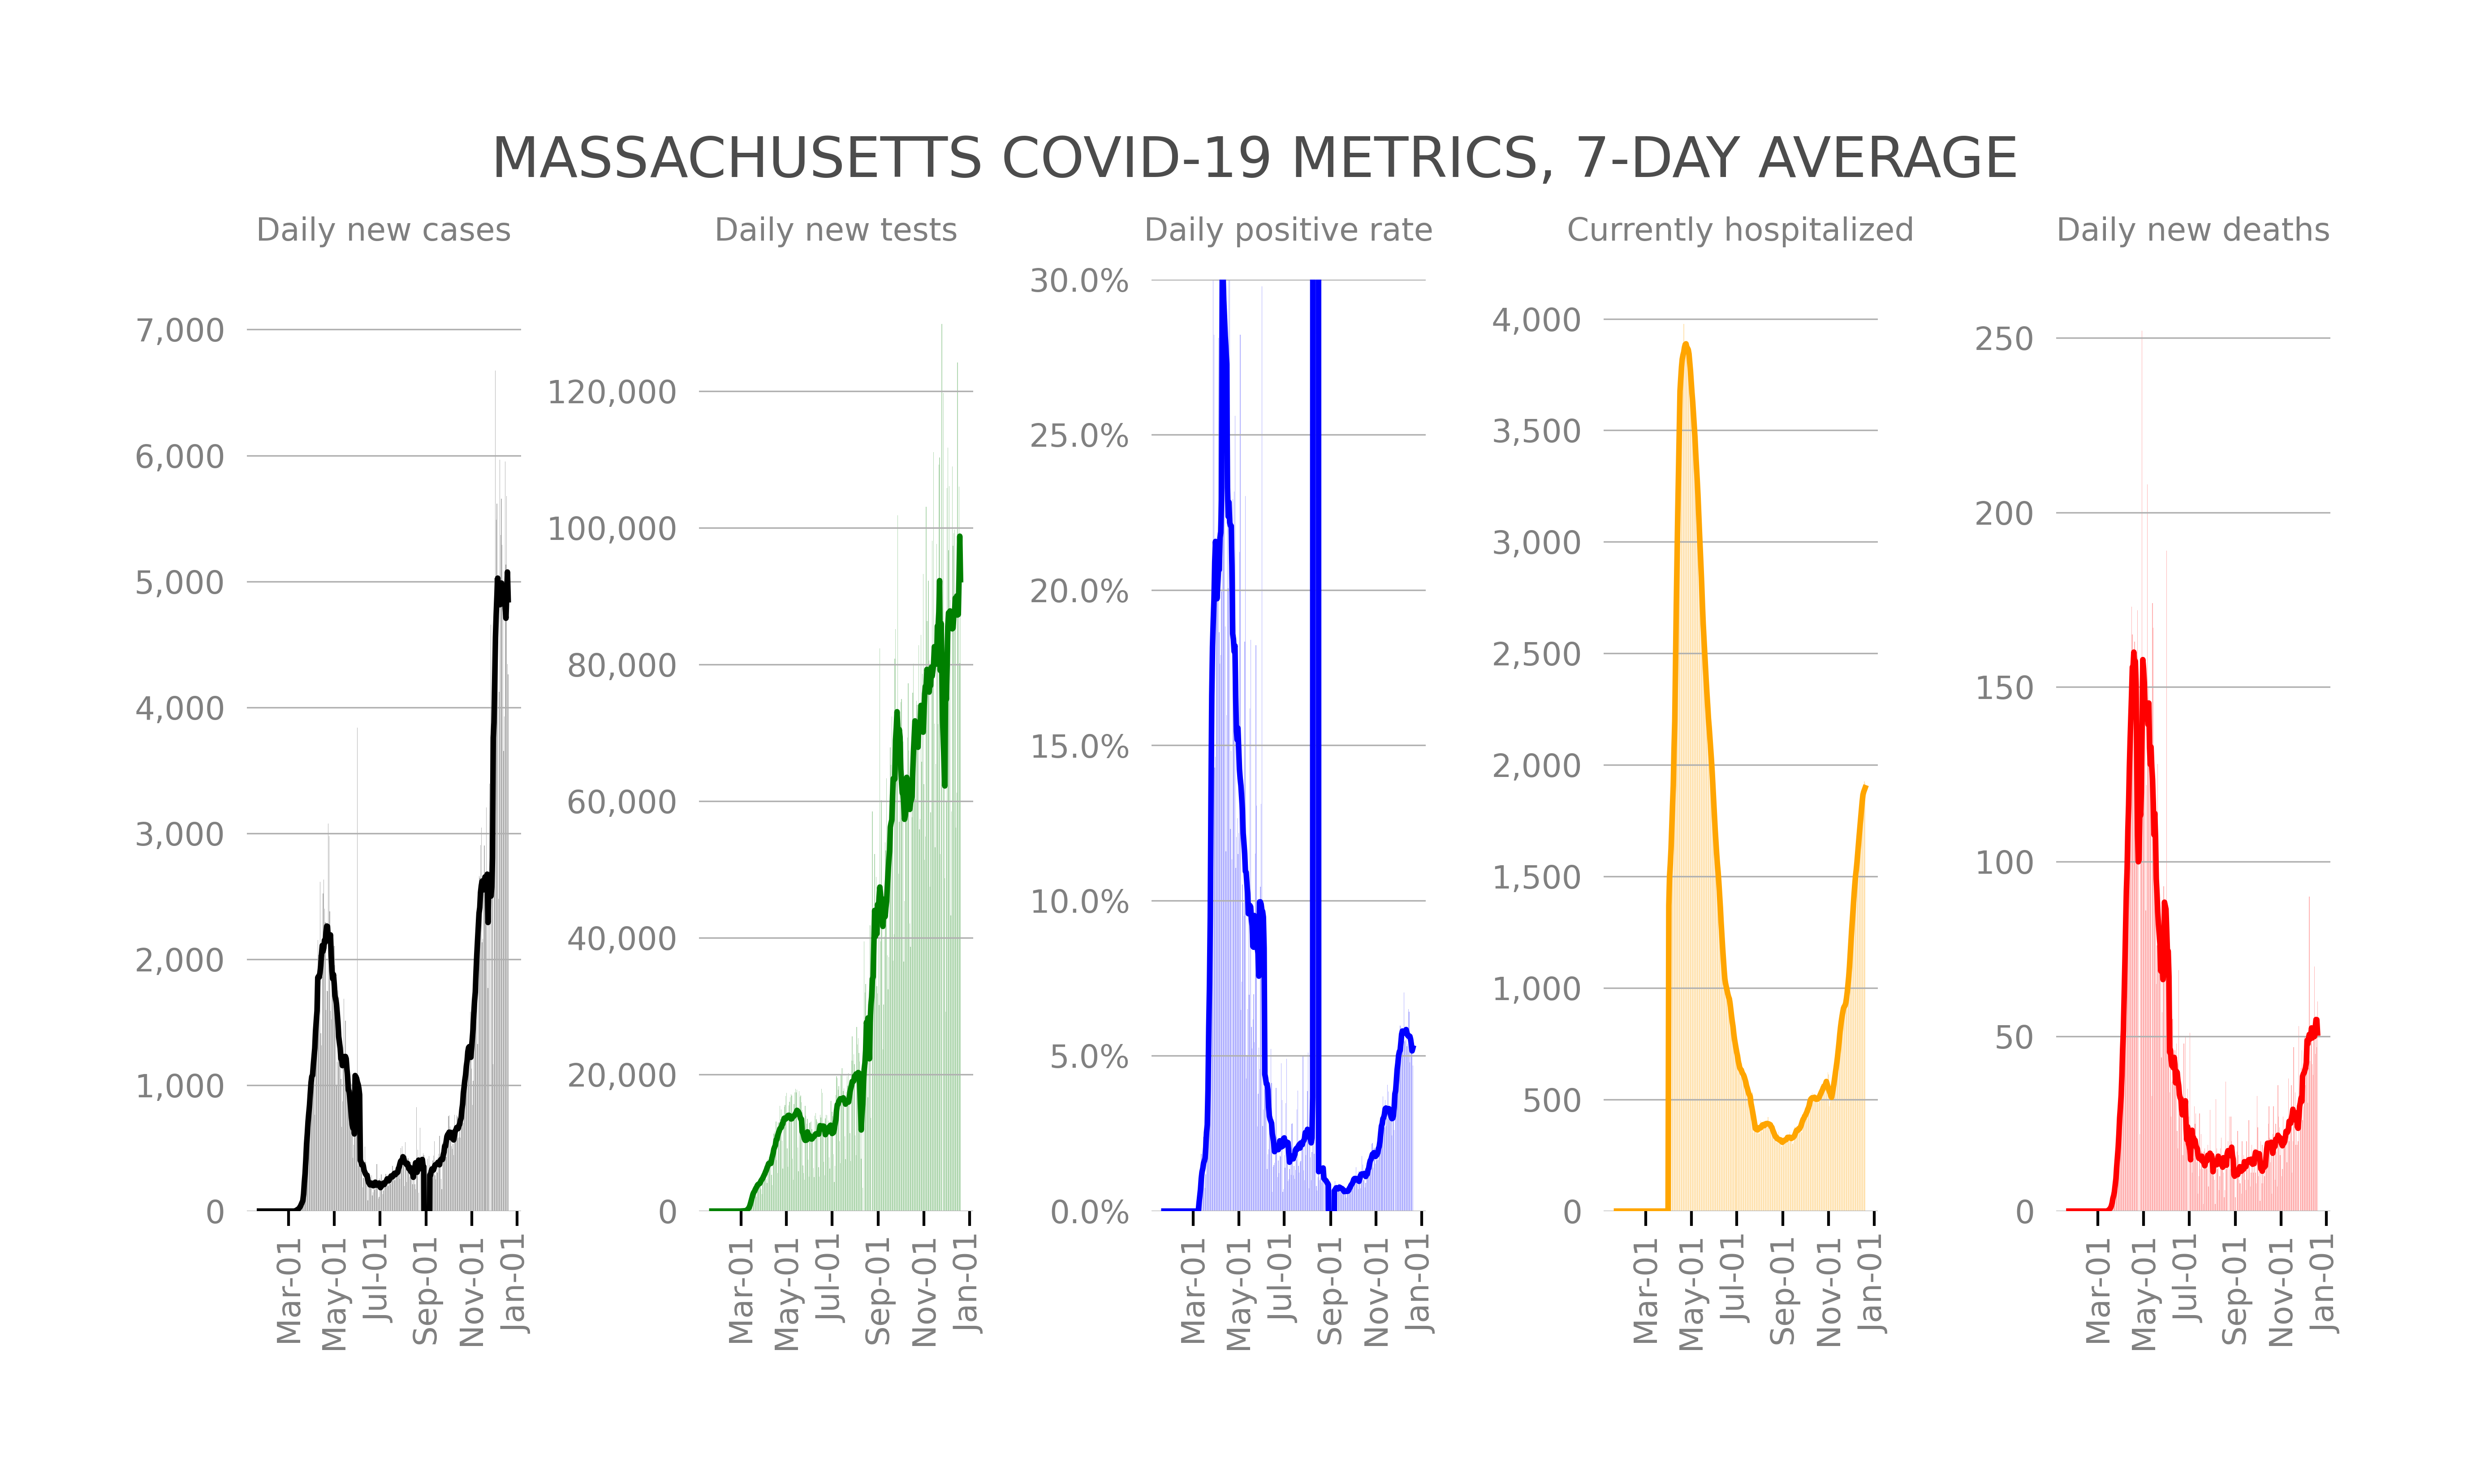 MASSACHUSETTS COVID-19 METRICS, 7-DAY AVERAGE
Daily new cases
7,000
6,000
5,000
4,000
3,000
2,000
1,000
0
Mar-01
May-01
Jul-01
Sep-01
Nov-01
Jan-01
Daily new tests
120,000
100,000
80,000
60,000
40,000
20,000
0
Mar-01
May-01
Jul-01
Sep-01
Nov-01
Jan-01
Daily positive rate
30.0%
25.0%
20.0%
15.0%
10.0%
5.0%
0.0%
Mar-01
May-01
Jul-01
Sep-01
Nov-01
Jan-01
Currently hospitalized
4,000
3,500
3,000
2,500
2,000
1,500
1,000
500
0
Mar-01
May-01
Jul-01
Sep-01
Nov-01
Jan-01
Daily new deaths
250
200
150
100
50
0
Mar-01
May-01
Jul-01
Sep-01
Nov-01
Jan-01